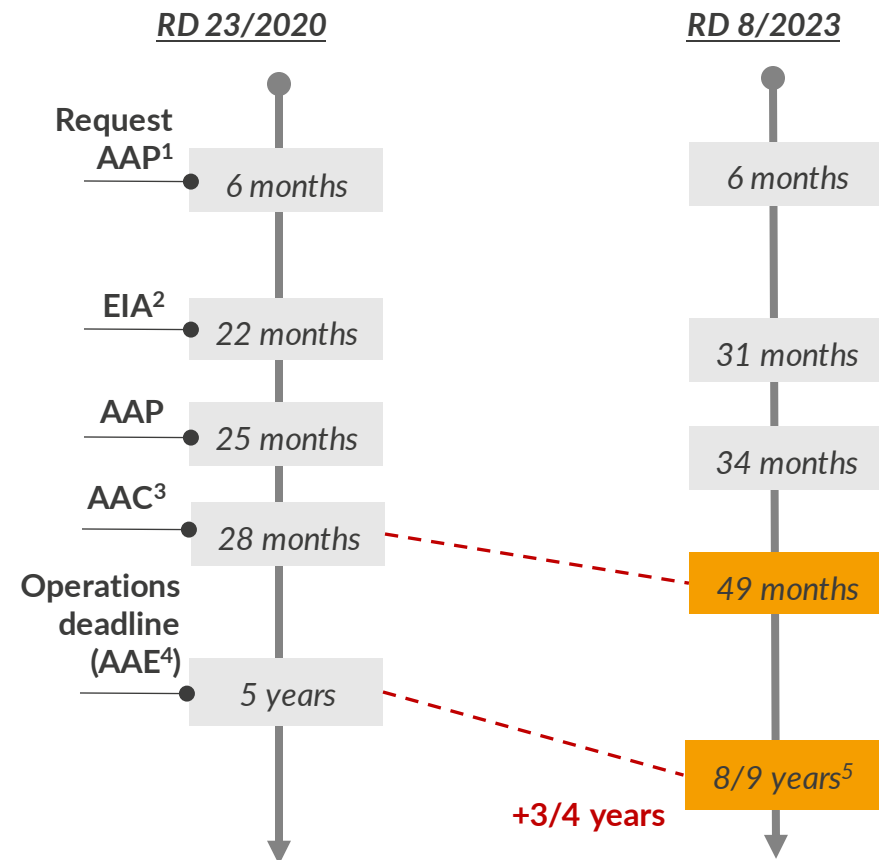 RD 23/2020
RD 8/2023
Request
AAP¹
6 months
6 months
EIA²
22 months
31 months
AAP
25 months
34 months
AAC³
28 months
49 months
Operations
deadline
(AAE⁴)
5 years
8/9 years⁵
+3/4 years